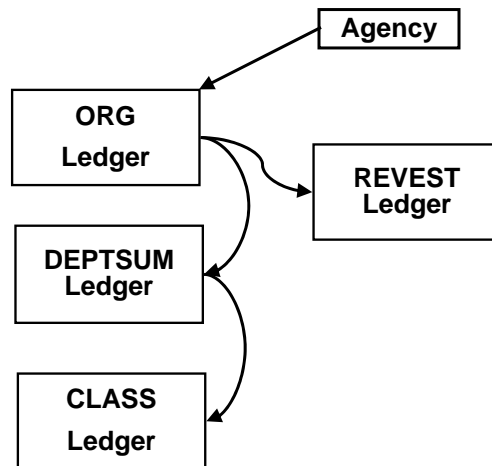 Agency
ORG
Ledger
REVEST
Ledger
DEPTSUM
Ledger
CLASS
Ledger